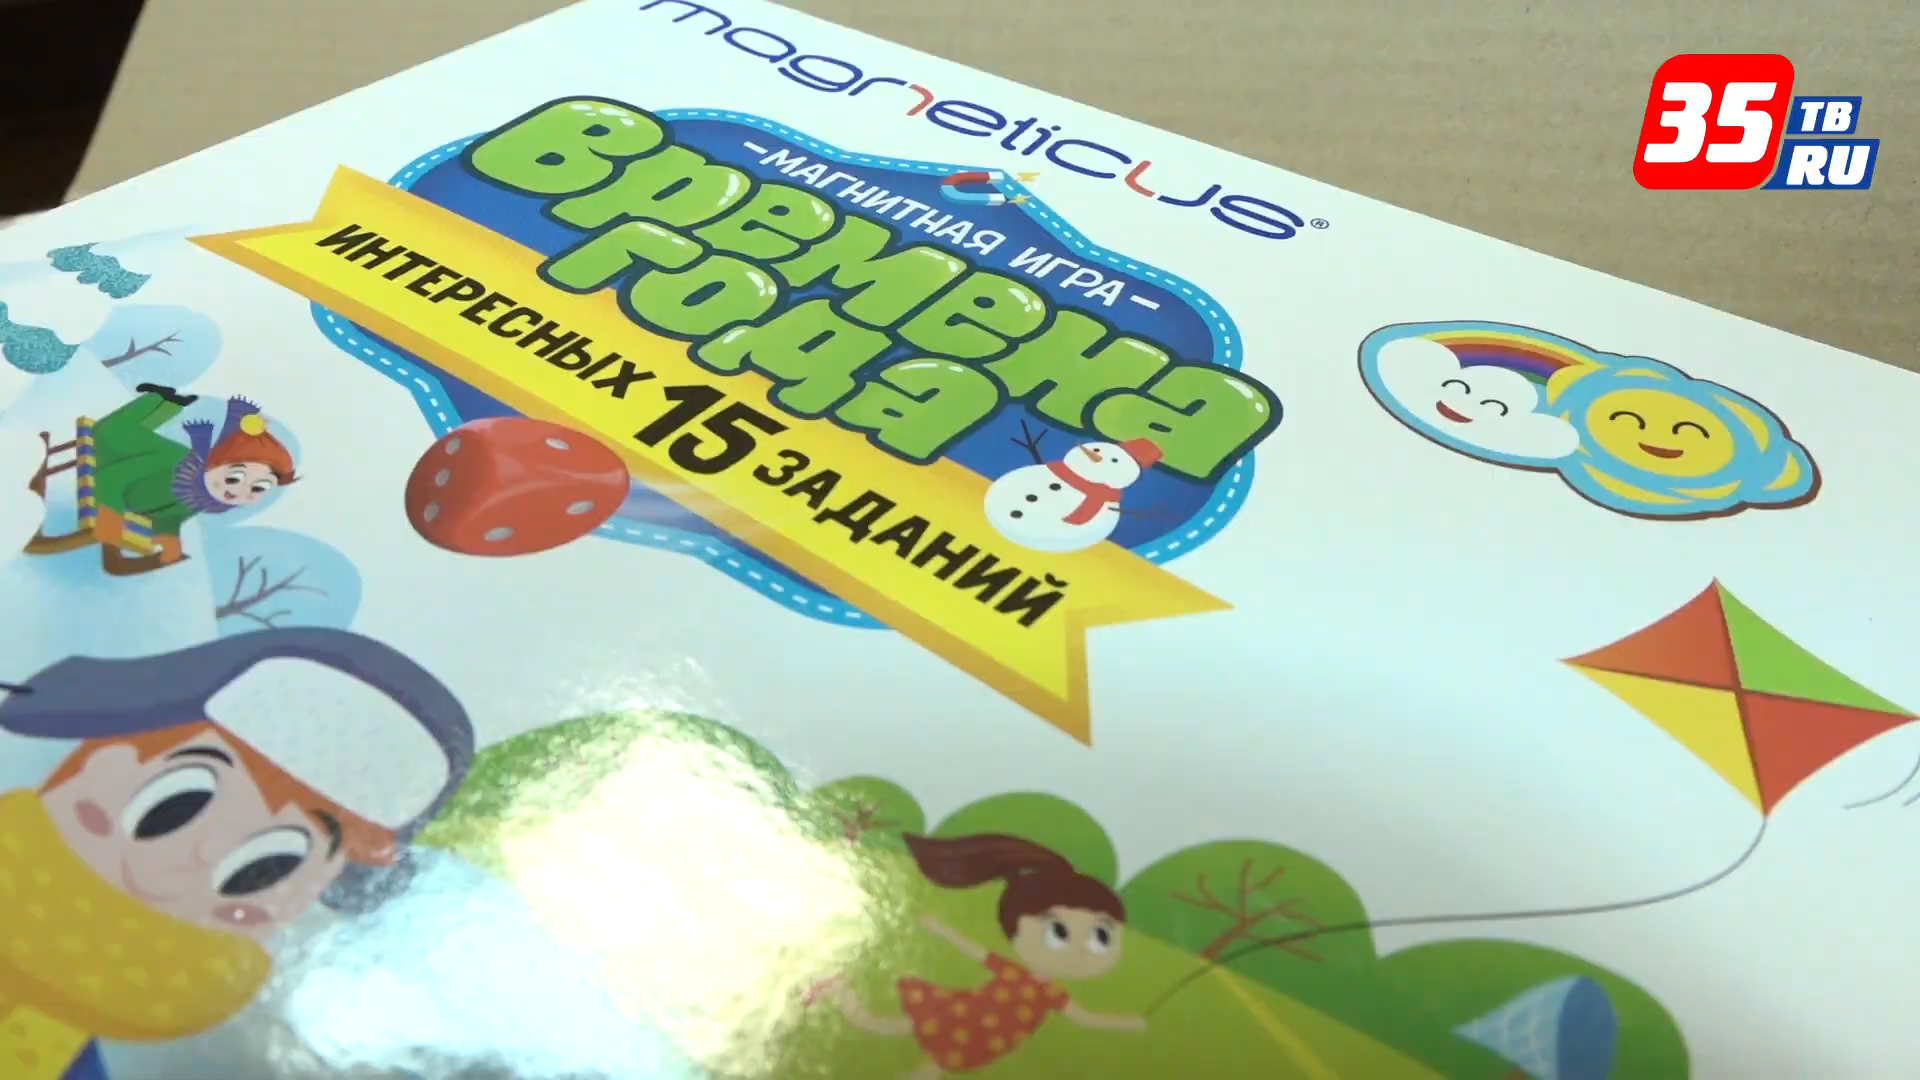 magneticus®
-МАГНИТНАЯ ИГРА-
Времена
года
ИНТЕРЕСНЫХ 15 ЗАДАНИЙ
35 ТВ
RU